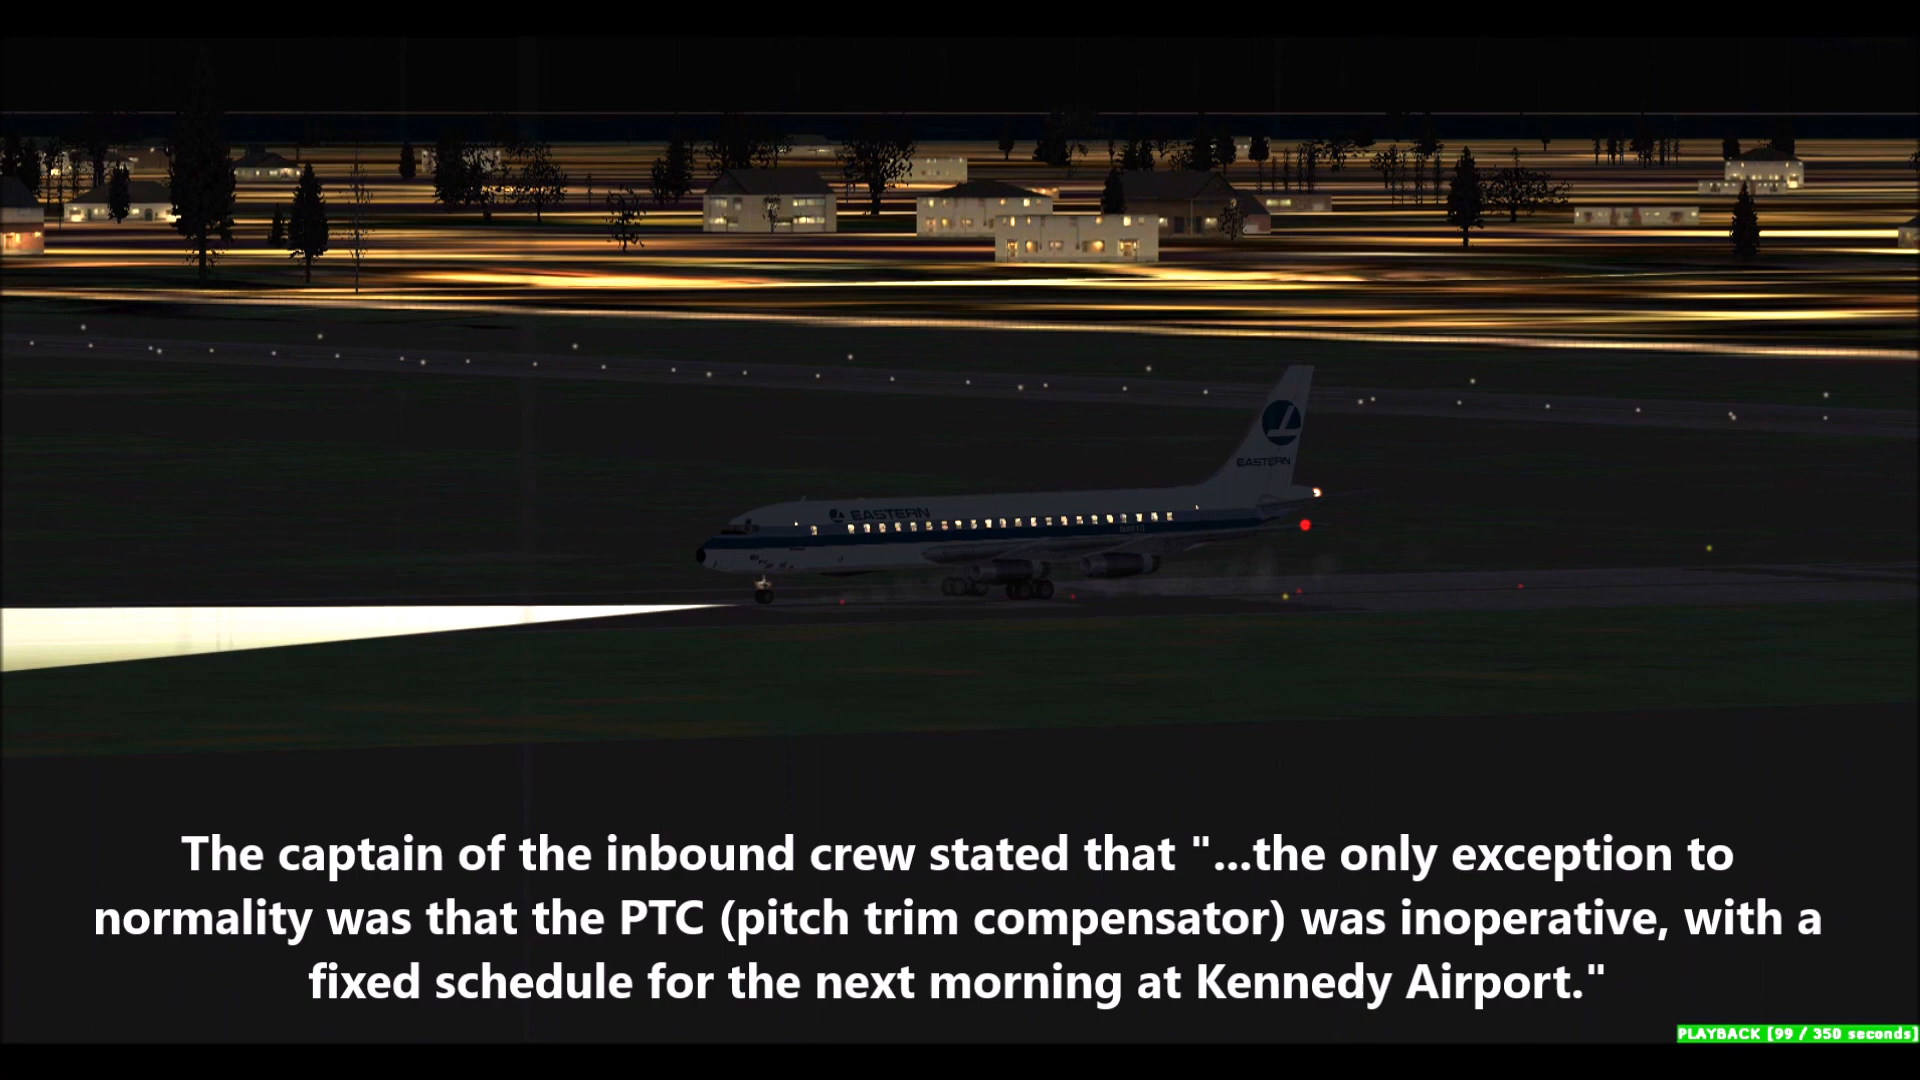 EASTERN
EASTERN
The captain of the inbound crew stated that "...the only exception to
normality was that the PTC (pitch trim compensator) was inoperative, with a
fixed schedule for the next morning at Kennedy Airport."
PLAYBACK [99 / 350 seconds]